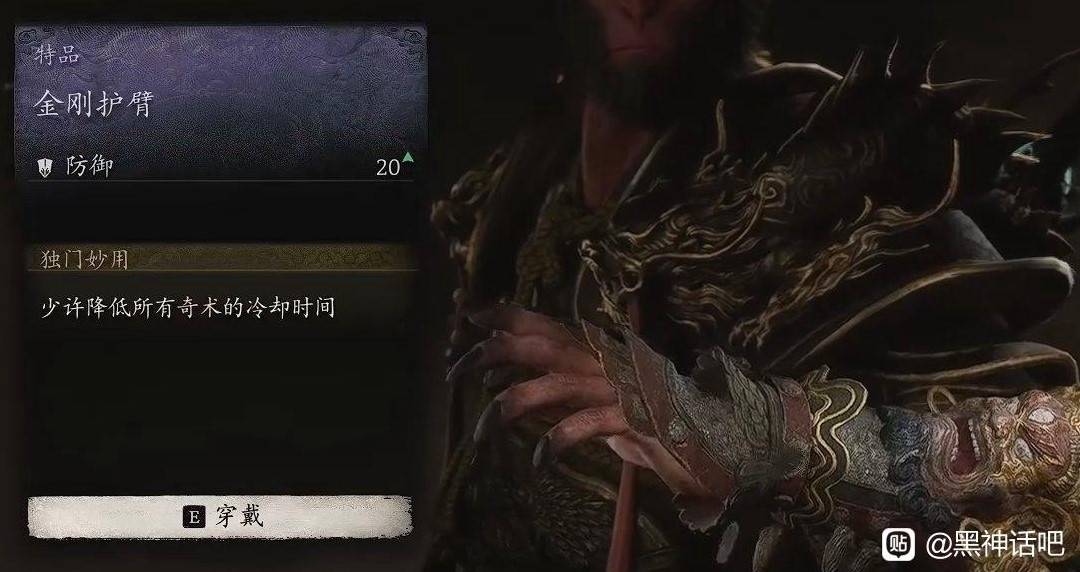 特品
金刚护臂
防御 20
独门妙用
少许降低所有奇术的冷却时间
E 穿戴
贴 @黑神话吧